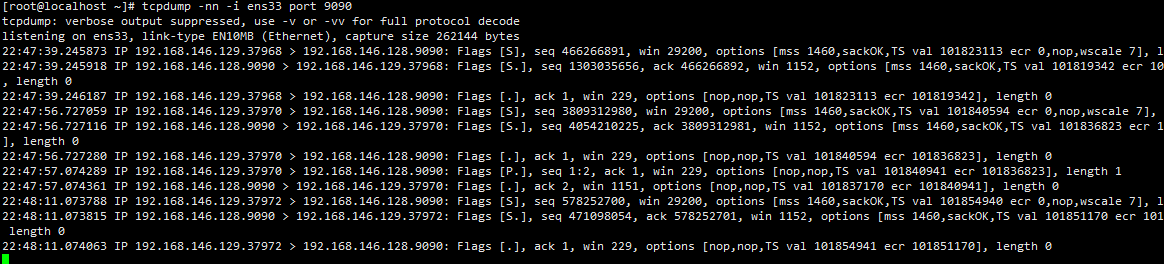 [root@localhost ~]# tcpdump -nn -i ens33 port 9090
tcpdump: verbose output suppressed, use -v or -vv for full protocol decode
listening on ens33, link-type EN10MB (Ethernet), capture size 262144 bytes
22:47:39.245873 IP 192.168.146.129.37968 > 192.168.146.128.9090: Flags [S], seq 466266891, win 29200, options [mss 1460,sackOK,TS val 101823113 ecr 0,nop,wscale 7], l
22:47:39.245918 IP 192.168.146.128.9090 > 192.168.146.129.37968: Flags [S.], seq 1303035656, ack 466266892, win 1152, options [mss 1460,sackOK,TS val 101819342 ecr 10
, length 0
22:47:39.246187 IP 192.168.146.129.37968 > 192.168.146.128.9090: Flags [.], ack 1, win 229, options [nop,nop,TS val 101823113 ecr 101819342], length 0
22:47:56.727059 IP 192.168.146.129.37970 > 192.168.146.128.9090: Flags [S], seq 3809312980, win 29200, options [mss 1460,sackOK,TS val 101840594 ecr 0,nop,wscale 7],
22:47:56.727116 IP 192.168.146.128.9090 > 192.168.146.129.37970: Flags [S.], seq 4054210225, ack 3809312981, win 1152, options [mss 1460,sackOK,TS val 101836823 ecr 1
], length 0
22:47:56.727280 IP 192.168.146.129.37970 > 192.168.146.128.9090: Flags [.], ack 1, win 229, options [nop,nop,TS val 101840594 ecr 101836823], length 0
22:47:57.074289 IP 192.168.146.129.37970 > 192.168.146.128.9090: Flags [P.], seq 1:2, ack 1, win 229, options [nop,nop,TS val 101840941 ecr 101836823], length 1
22:47:57.074361 IP 192.168.146.128.9090 > 192.168.146.129.37970: Flags [.], ack 2, win 1151, options [nop,nop,TS val 101837170 ecr 101840941], length 0
22:48:11.073788 IP 192.168.146.129.37972 > 192.168.146.128.9090: Flags [S], seq 578252700, win 29200, options [mss 1460,sackOK,TS val 101854940 ecr 0,nop,wscale 7], l
22:48:11.073815 IP 192.168.146.128.9090 > 192.168.146.129.37972: Flags [S.], seq 471098054, ack 578252701, win 1152, options [mss 1460,sackOK,TS val 101851170 ecr 101
 length 0
22:48:11.074063 IP 192.168.146.129.37972 > 192.168.146.128.9090: Flags [.], ack 1, win 229, options [nop,nop,TS val 101854941 ecr 101851170], length 0